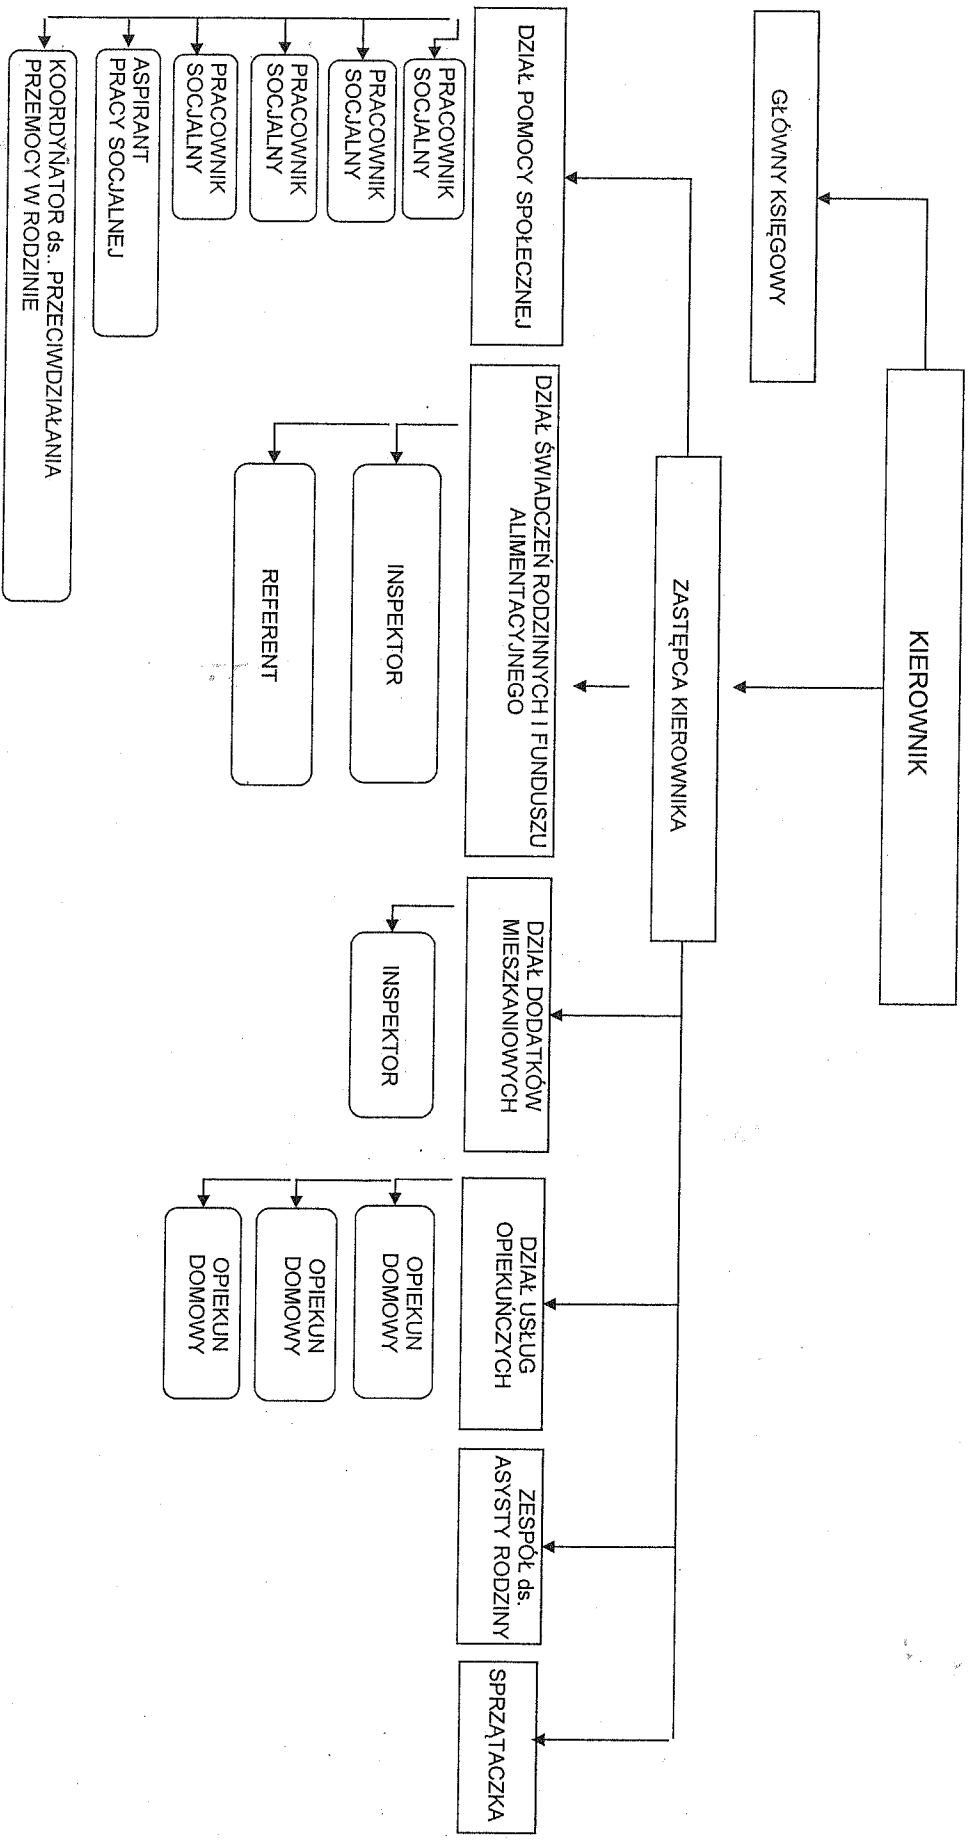 KIEROWNIK
GŁÓWNY KSIĘGOWY
ZASTĘPCA KIEROWNIKA
DZIAŁ POMOCY SPOŁECZNEJ
PRACOWNIK
SOCJALNY
PRACOWNIK
SOCJALNY
PRACOWNIK
SOCJALNY
PRACOWNIK
SOCJALNY
ASPIRANT
PRACY SOCJALNEJ
KOORDYNATOR ds.. PRZECIWDZIAŁANIA
PRZEMOCY W RODZINIE
DZIAŁ ŚWIADCZEŃ RODZINNYCH I FUNDUSZU
ALIMENTACYJNEGO
INSPEKTOR
REFERENT
DZIAŁ DODATKÓW
MIESZKANIOWYCH
INSPEKTOR
DZIAŁ USŁUG
OPIEKUŃCZYCH
OPIEKUN
DOMOWY
OPIEKUN
DOMOWY
OPIEKUN
DOMOWY
ZESPÓŁ ds.
ASYSTY RODZINY
SPRZĄTACZKA